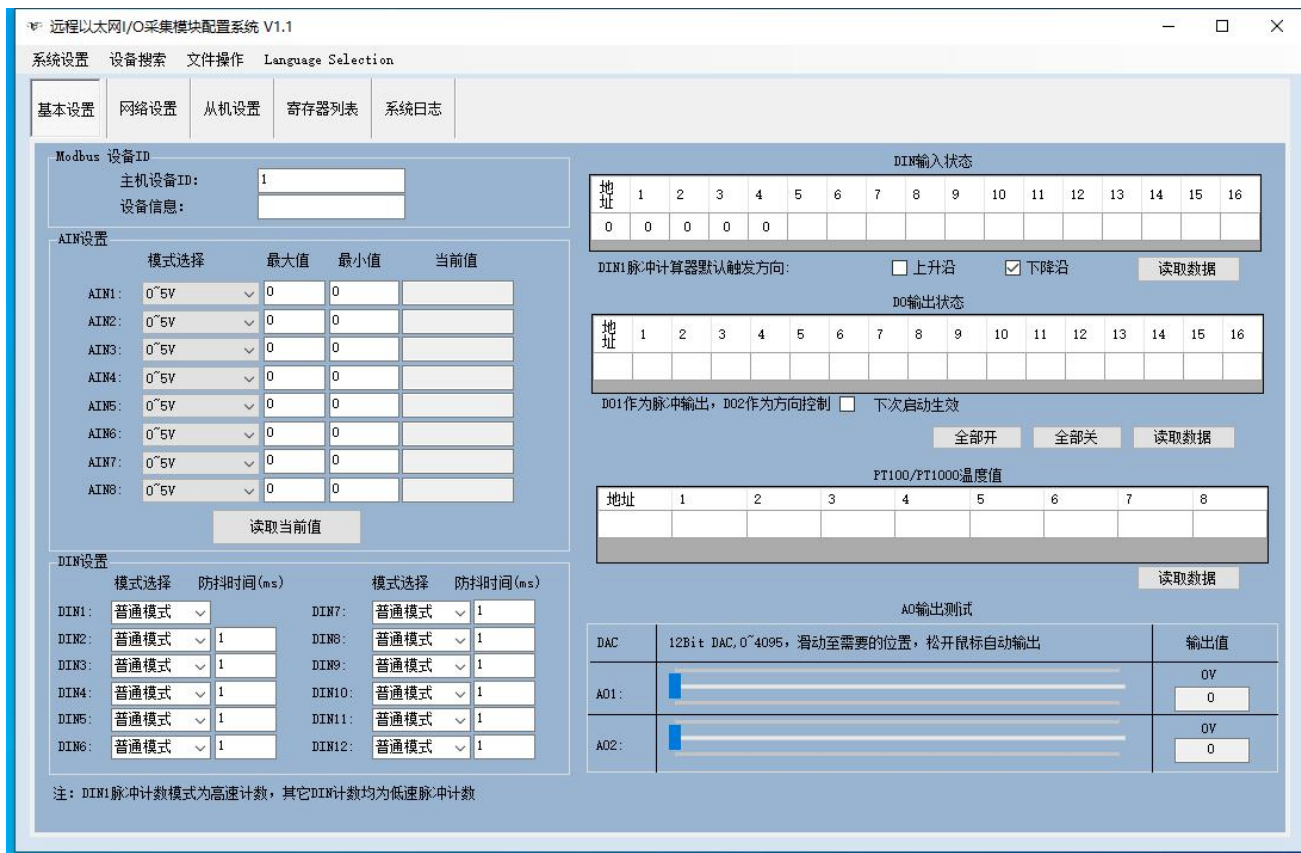 远程以太网I/O采集模块配置系统 V1.1
系统设置 设备搜索 文件操作 Language Selection
基本设置 网络设置 从机设置 寄存器列表 系统日志
Modbus 设备ID
主机设备ID: 1
设备信息:
AIN设置
模式选择 最大值 最小值 当前值
AIN1: 0~5V 0 0
AIN2: 0~5V 0 0
AIN3: 0~5V 0 0
AIN4: 0~5V 0 0
AIN5: 0~5V 0 0
AIN6: 0~5V 0 0
AIN7: 0~5V 0 0
AIN8: 0~5V 0 0
读取当前值
DIN设置
模式选择 防抖时间(ms) 模式选择 防抖时间(ms)
DIN1: 普通模式 DIN7: 普通模式 1
DIN2: 普通模式 1 DIN8: 普通模式 1
DIN3: 普通模式 1 DIN9: 普通模式 1
DIN4: 普通模式 1 DIN10: 普通模式 1
DIN5: 普通模式 1 DIN11: 普通模式 1
DIN6: 普通模式 1 DIN12: 普通模式 1
注: DIN1脉冲计数模式为高速计数，其它DIN计数均为低速脉冲计数
DIN输入状态
地址 1 2 3 4 5 6 7 8 9 10 11 12 13 14 15 16
0 0 0 0 0
DIN1脉冲计算器默认触发方向: 上升沿 下降沿 读取数据
DO输出状态
地址 1 2 3 4 5 6 7 8 9 10 11 12 13 14 15 16
DO1作为脉冲输出，DO2作为方向控制 下次启动生效
全部开 全部关 读取数据
PT100/PT1000温度值
地址 1 2 3 4 5 6 7 8
读取数据
AO输出测试
DAC 12Bit DAC,0~4095，滑动至需要的位置，松开鼠标自动输出 输出值
AO1: 0V
0
AO2: 0V
0